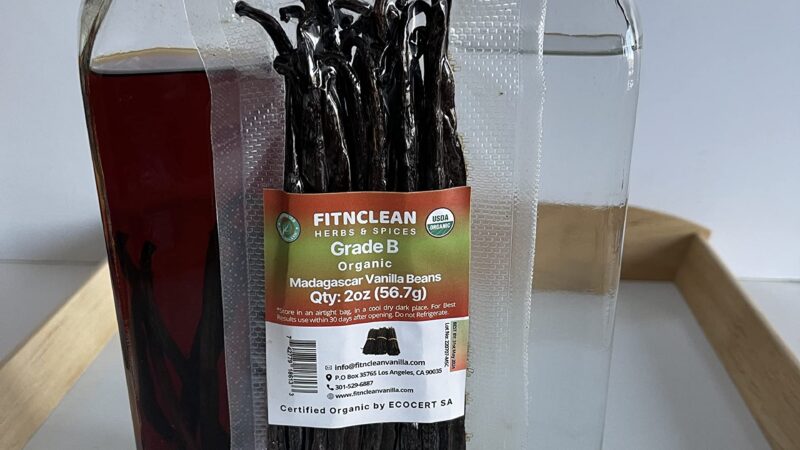 FITNCLEAN
HERBS & SPICES
USDA
ORGANIC
Grade B
Organic
Madagascar Vanilla Beans
Qty: 2oz (56.7g)
*Store in an airtight bag, in a cool dry dark place. For Best
Results use within 30 days after opening. Do not Refrigerate.
info@fitncleanvanilla.com
P.O Box 35765 Los Angeles, CA 90035
301-529-6887
www.fitncleanvanilla.com
Certified Organic by ECOCERT SA